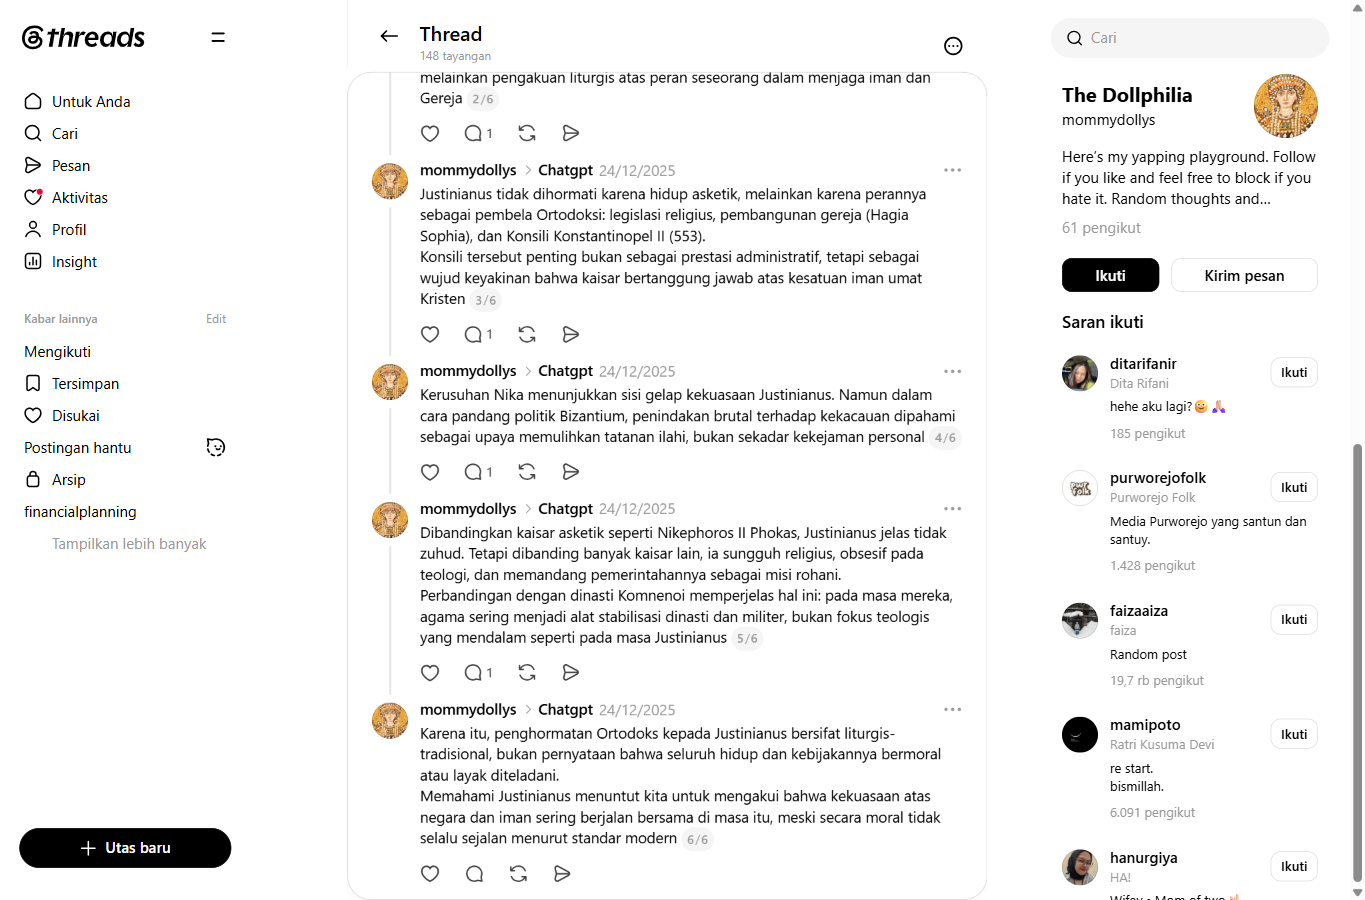 threads
Untuk Anda
Cari
Pesan
Aktivitas
Profil
Insight
Kabar lainnya
Edit
Mengikuti
Tersimpan
Disukai
Postingan hantu
Arsip
financialplanning
Tampilkan lebih banyak
Utas baru
Thread
148 tayangan
melainkan pengakuan liturgis atas peran seseorang dalam menjaga iman dan
Gereja 2/6
1
mommydollys > Chatgpt 24/12/2025
Justinianus tidak dihormati karena hidup asketik, melainkan karena perannya
sebagai pembela Ortodoksi: legislasi religius, pembangunan gereja (Hagia
Sophia), dan Konsili Konstantinopel II (553).
Konsili tersebut penting bukan sebagai prestasi administratif, tetapi sebagai
wujud keyakinan bahwa kaisar bertanggung jawab atas kesatuan iman umat
Kristen 3/6
1
mommydollys > Chatgpt 24/12/2025
Kerusuhan Nika menunjukkan sisi gelap kekuasaan Justinianus. Namun dalam
cara pandang politik Bizantium, penindakan brutal terhadap kekacauan dipahami
sebagai upaya memulihkan tatanan ilahi, bukan sekadar kekejaman personal 4/6
1
mommydollys > Chatgpt 24/12/2025
Dibandingkan kaisar asketik seperti Nikephoros II Phokas, Justinianus jelas tidak
zuhud. Tetapi dibanding banyak kaisar lain, ia sungguh religius, obsesif pada
teologi, dan memandang pemerintahannya sebagai misi rohani.
Perbandingan dengan dinasti Komnenoi memperjelas hal ini: pada masa mereka,
agama sering menjadi alat stabilisasi dinasti dan militer, bukan fokus teologis
yang mendalam seperti pada masa Justinianus 5/6
1
mommydollys > Chatgpt 24/12/2025
Karena itu, penghormatan Ortodoks kepada Justinianus bersifat liturgis-
tradisional, bukan pernyataan bahwa seluruh hidup dan kebijakannya bermoral
atau layak diteladani.
Memahami Justinianus menuntut kita untuk mengakui bahwa kekuasaan atas
negara dan iman sering berjalan bersama di masa itu, meski secara moral tidak
selalu sejalan menurut standar modern 6/6
Cari
The Dollphilia
mommydollys
Here's my yapping playground. Follow
if you like and feel free to block if you
hate it. Random thoughts and...
61 pengikut
Ikuti
Kirim pesan
Saran ikuti
ditarifanir
Dita Rifani
Ikuti
hehe aku lagi?
185 pengikut
purworejofolk
Purworejo Folk
Ikuti
Media Purworejo yang santun dan
santuy.
1.428 pengikut
faizaaiza
faiza
Ikuti
Random post
19,7 rb pengikut
mamipoto
Ratri Kusuma Devi
Ikuti
re start.
bismillah.
6.091 pengikut
hanurgiya
HA!
Ikuti
Wifey • Mom of two